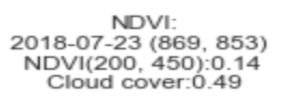 NDVI:
2018-07-23 (869, 853)
NDVI(200, 450):0.14
Cloud cover:0.49